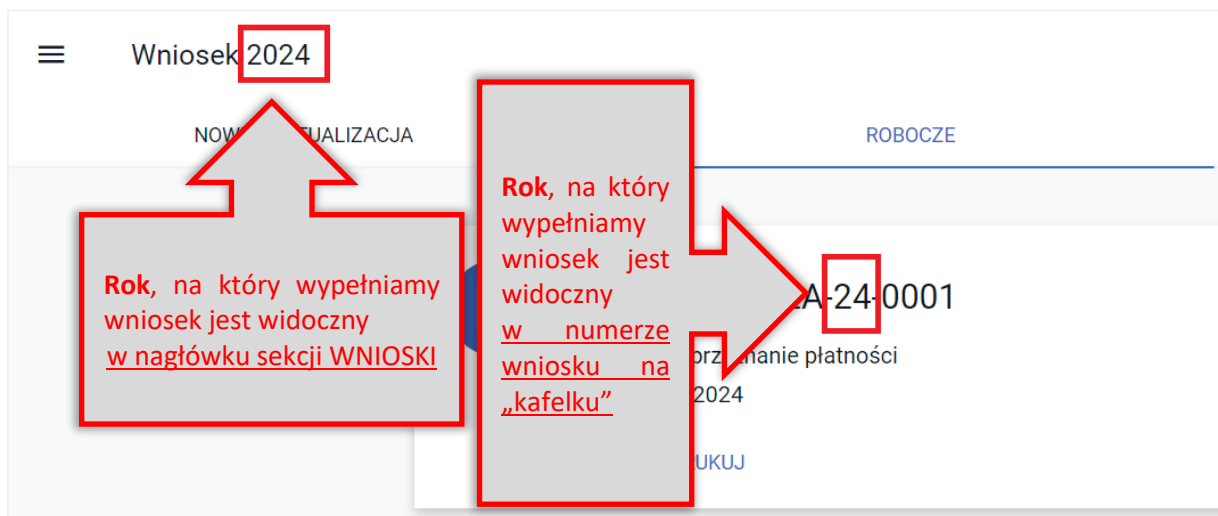 Wniosek 2024
ROBOCZE
Rok, na który wypełniamy
wniosek jest widoczny
w nagłówku sekcji WNIOSKI
Rok, na który
wypełniamy
wniosek jest
widoczny
w numerze
wniosku na
„kafelku”
-24-0001
płatności
2024